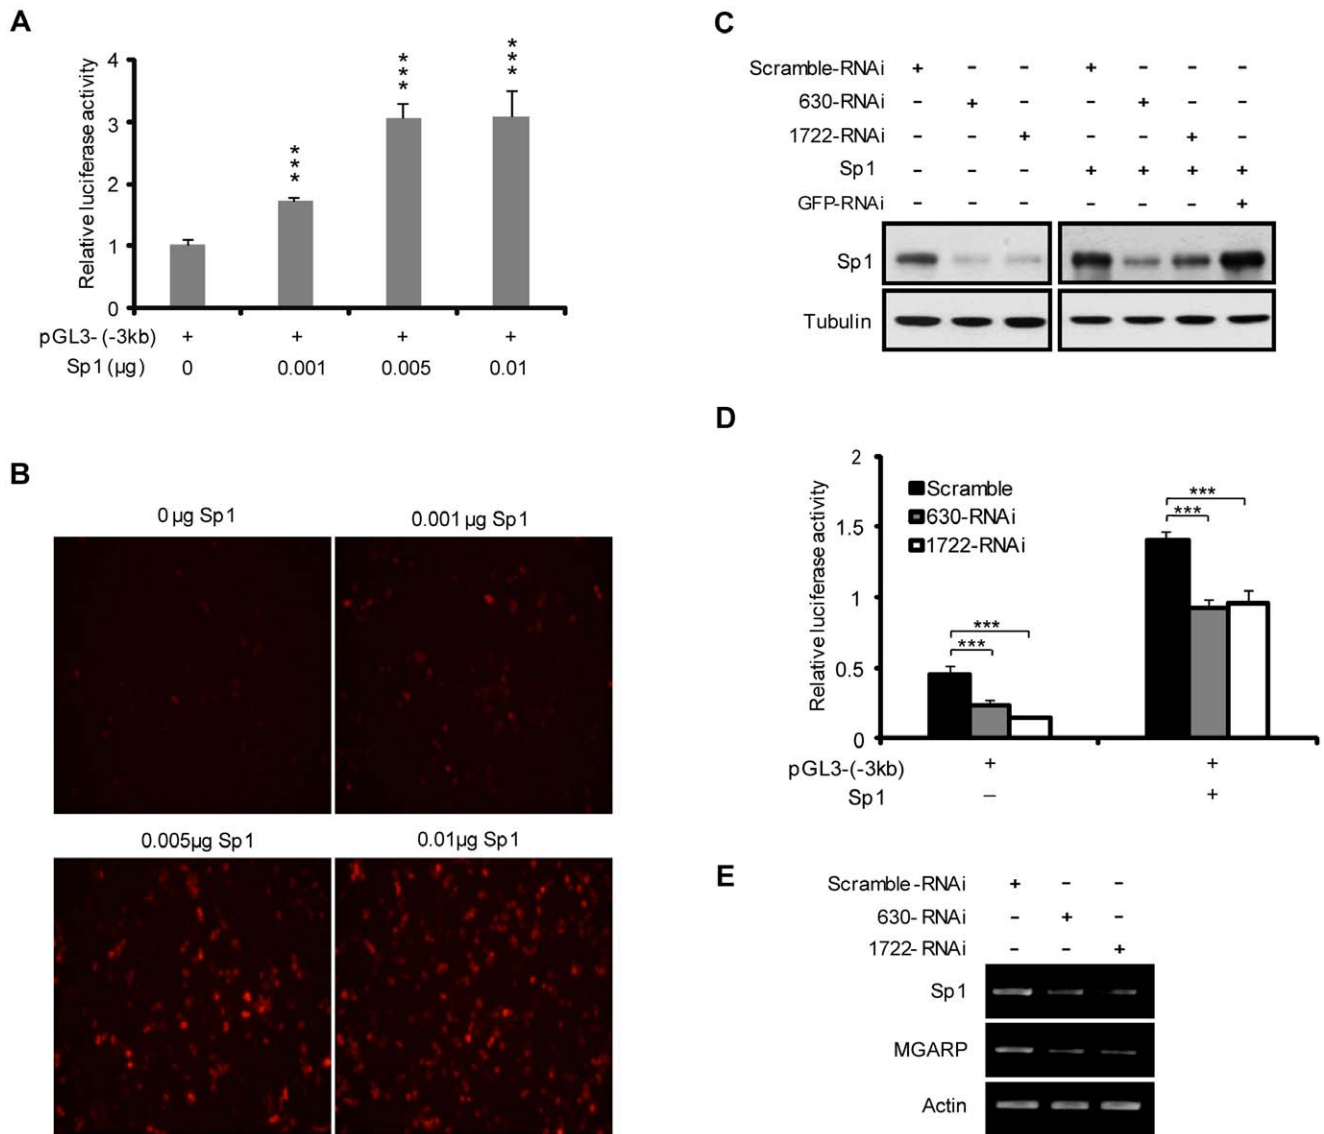 A
Relative luciferase activity
4
3
2
1
0
***
***
***
pGL3-(-3kb) + + + +
Sp1(µg) 0 0.001 0.005 0.01
B
0 µg Sp1 0.001 µg Sp1
0.005µg Sp1 0.01µg Sp1
C
Scramble-RNAi + - - + - - -
630-RNAi - + - - + - -
1722-RNAi - - + - - + -
Sp1 - - - + + + +
GFP-RNAi - - - - - - +
Sp1
Tubulin
D
Relative luciferase activity
2
1.5
1
0.5
0
Scramble
630-RNAi
1722-RNAi
***
***
***
***
pGL3-(-3kb) + +
Sp1 – +
E
Scramble-RNAi + - -
630-RNAi - + -
1722-RNAi - - +
Sp1
MGARP
Actin